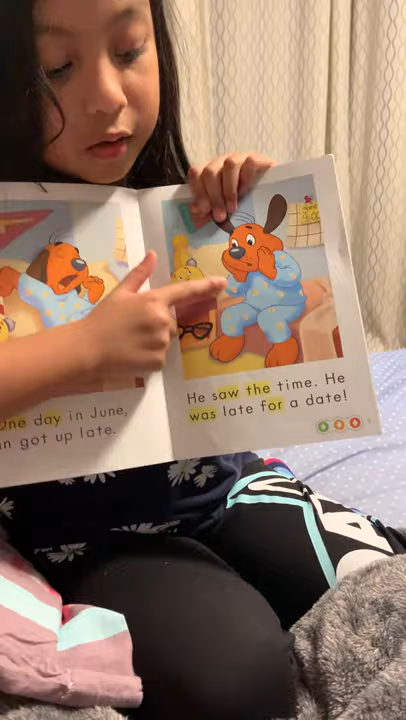 One day in June,
n got up late.
He saw the time. He
was late for a date!